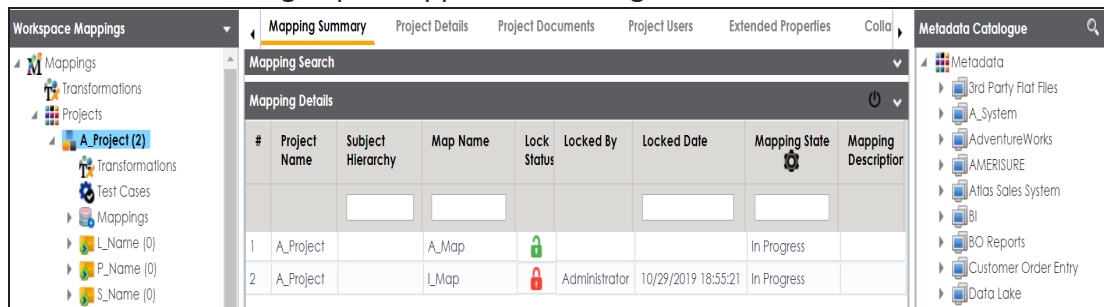 Workspace Mappings
Mappings
Transformations
Projects
A_Project (2)
Transformations
Test Cases
Mappings
L_Name (0)
P_Name (0)
S_Name (0)
Mapping Summary Project Details Project Documents Project Users Extended Properties Colla
Mapping Search
Mapping Details
# Project Name Subject Hierarchy Map Name Lock Status Locked By Locked Date Mapping State Mapping Description
1 A_Project A_Map In Progress
2 A_Project I_Map Administrator 10/29/2019 18:55:21 In Progress
Metadata Catalogue
Metadata
3rd Party Flat FIles
A_System
AdventureWorks
AMERISURE
Atlas Sales System
BI
BO Reports
Customer Order Entry
Data Lake